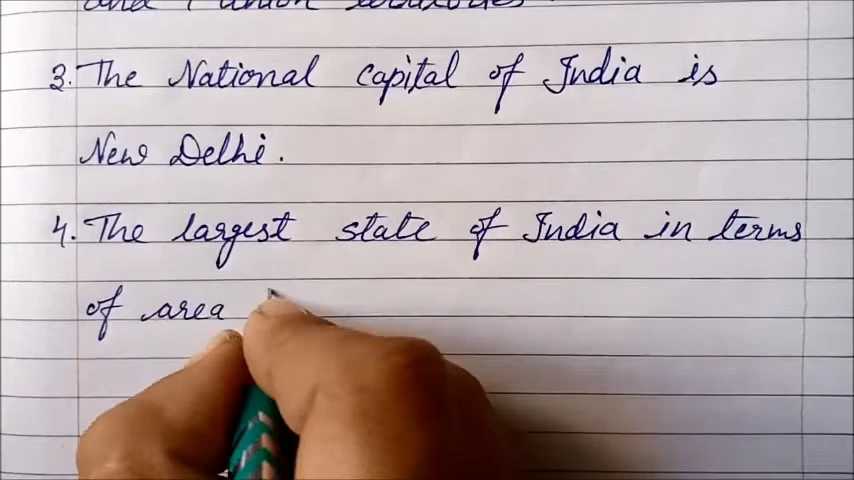 3. The National capital of India is
New Delhi.
4. The largest state of India in terms
of area